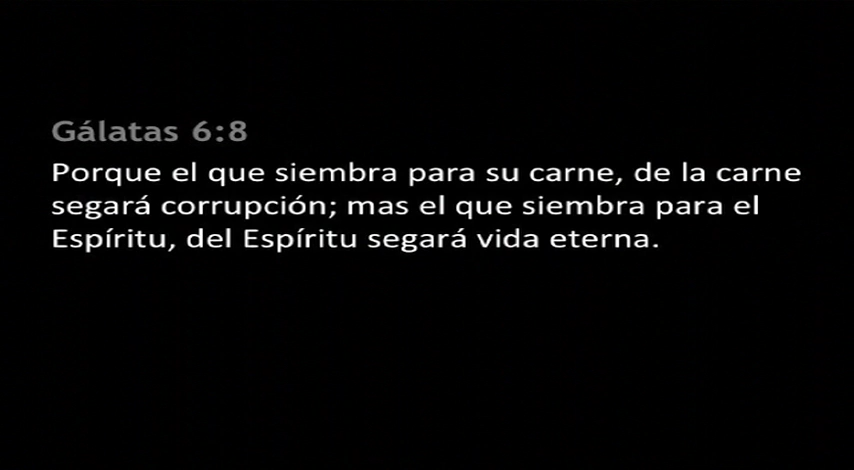 Gálatas 6:8
Porque el que siembra para su carne, de la carne
segará corrupción; mas el que siembra para el
Espíritu, del Espíritu segará vida eterna.